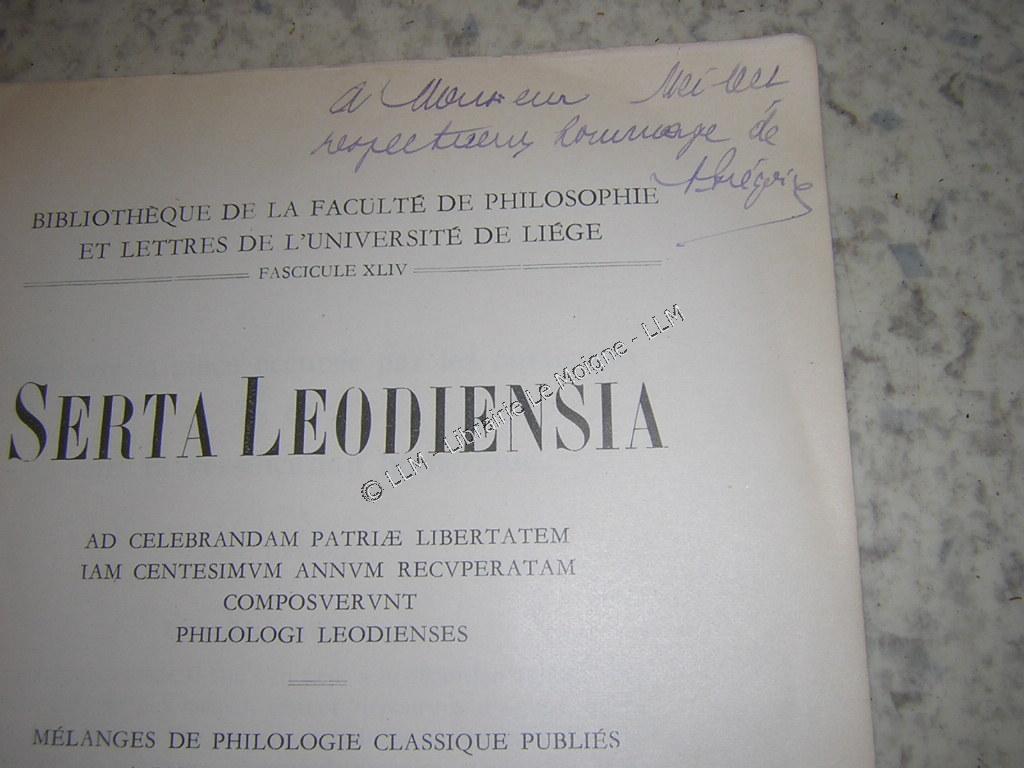 A Monsieur Meillet
respectueux hommage de
AGrégoire
BIBLIOTHÈQUE DE LA FACULTÉ DE PHILOSOPHIE
ET LETTRES DE L'UNIVERSITÉ DE LIÉGE
FASCICULE XLIV
SERTA LEODIENSIA
© LLM - Librairie Le Moigne - LLM
AD CELEBRANDAM PATRIÆ LIBERTATEM
IAM CENTESIMVM ANNVM RECVPERATAM
COMPOSVERVNT
PHILOLOGI LEODIENSES
MÉLANGES DE PHILOLOGIE CLASSIQUE PUBLIÉS